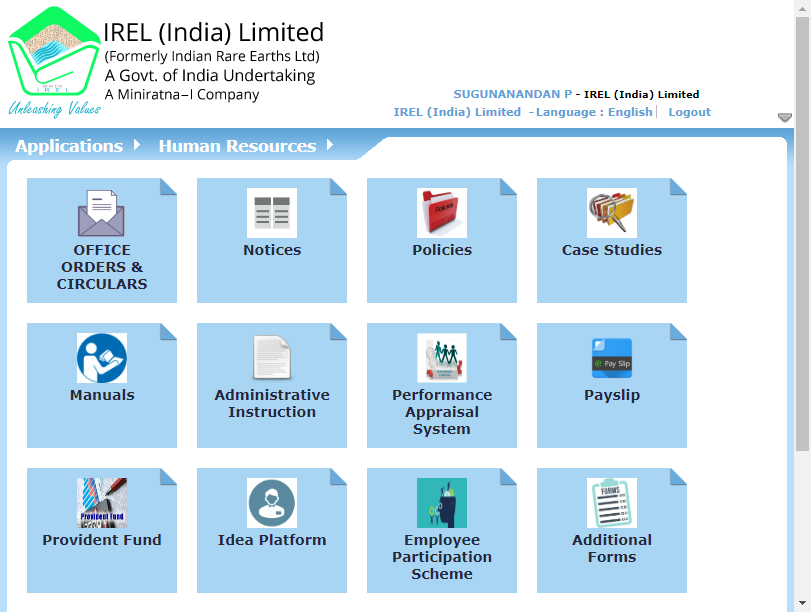 IREL (India) Limited
(Formerly Indian Rare Earths Ltd)
A Govt. of India Undertaking
A Miniratna–I Company
IREL
Unleashing Values
SUGUNANANDAN P - IREL (India) Limited
IREL (India) Limited - Language : English Logout
Applications
Human Resources
OFFICE
ORDERS &
CIRCULARS
Notices
Policies
Policies
Case Studies
Manuals
Administrative
Instruction
Performance
Appraisal
System
e Pay Slip
Payslip
Provident Fund
Provident Fund
Idea Platform
Employee
Participation
Scheme
FORMS
Additional
Forms